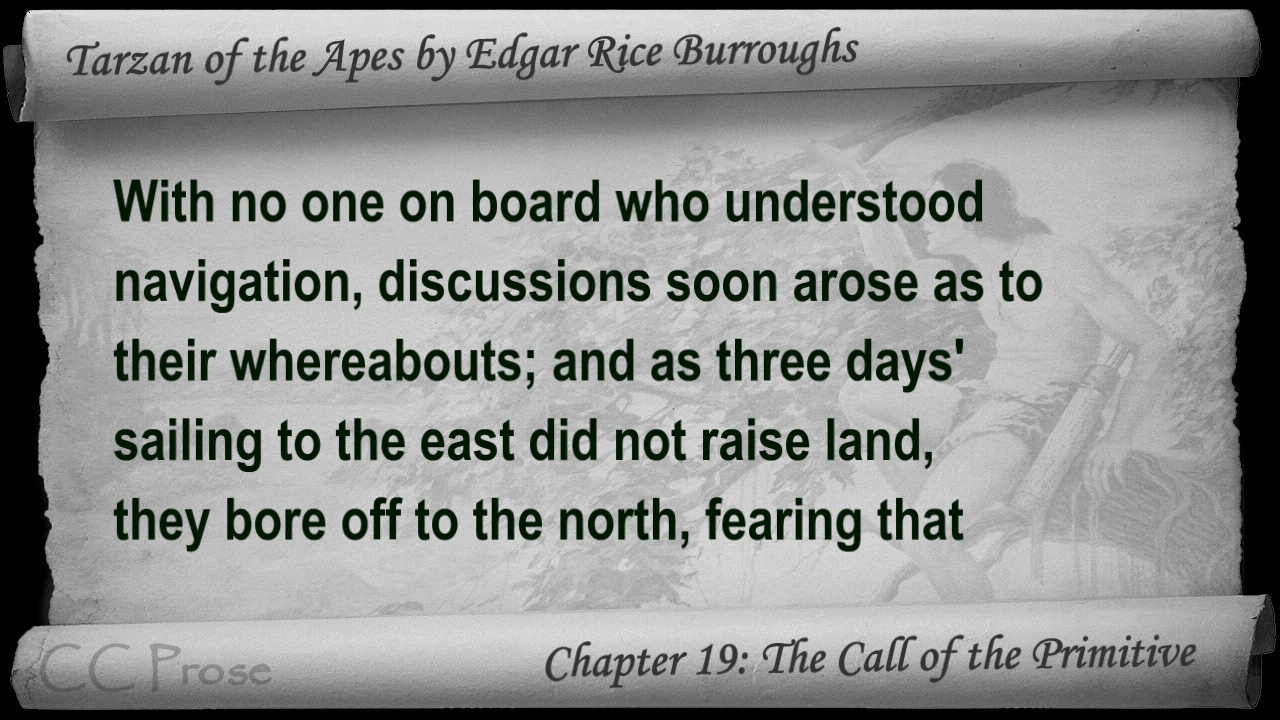 Tarzan of the Apes by Edgar Rice Burroughs
With no one on board who understood
navigation, discussions soon arose as to
their whereabouts; and as three days'
sailing to the east did not raise land,
they bore off to the north, fearing that
CC Prose
Chapter 19: The Call of the Primitive